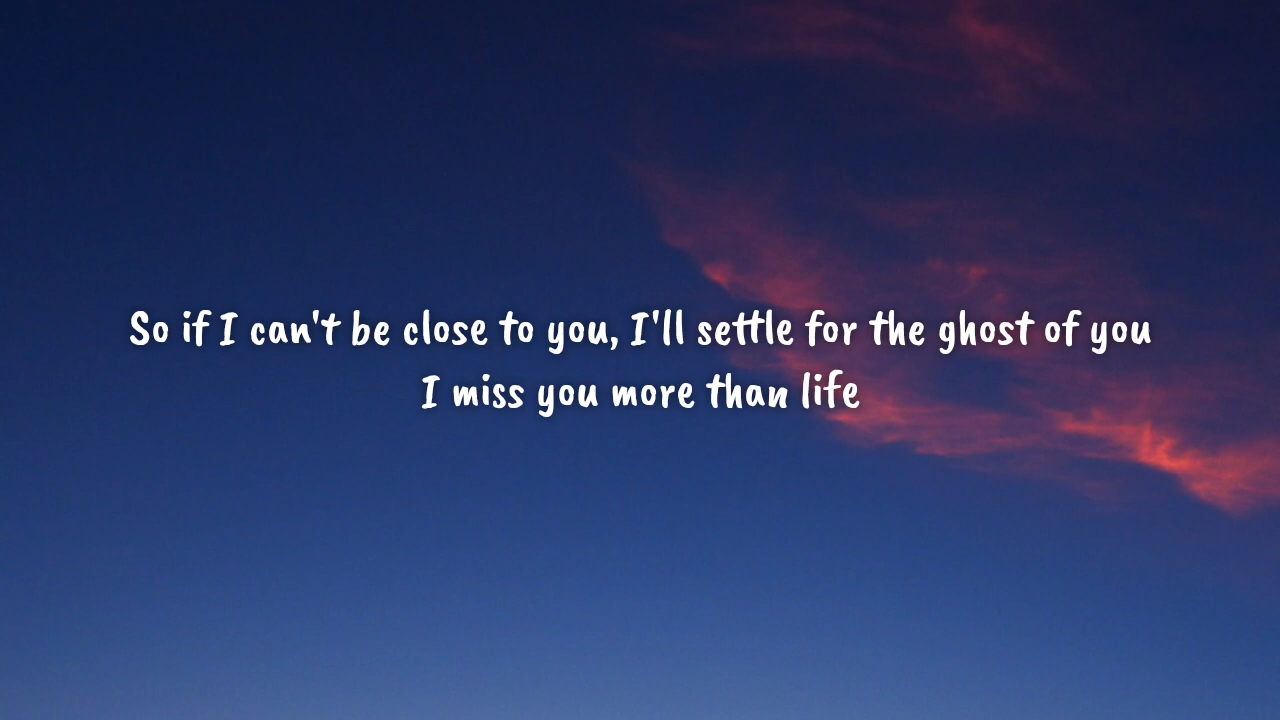 So if I can't be close to you, I'll settle for the ghost of you
I miss you more than life